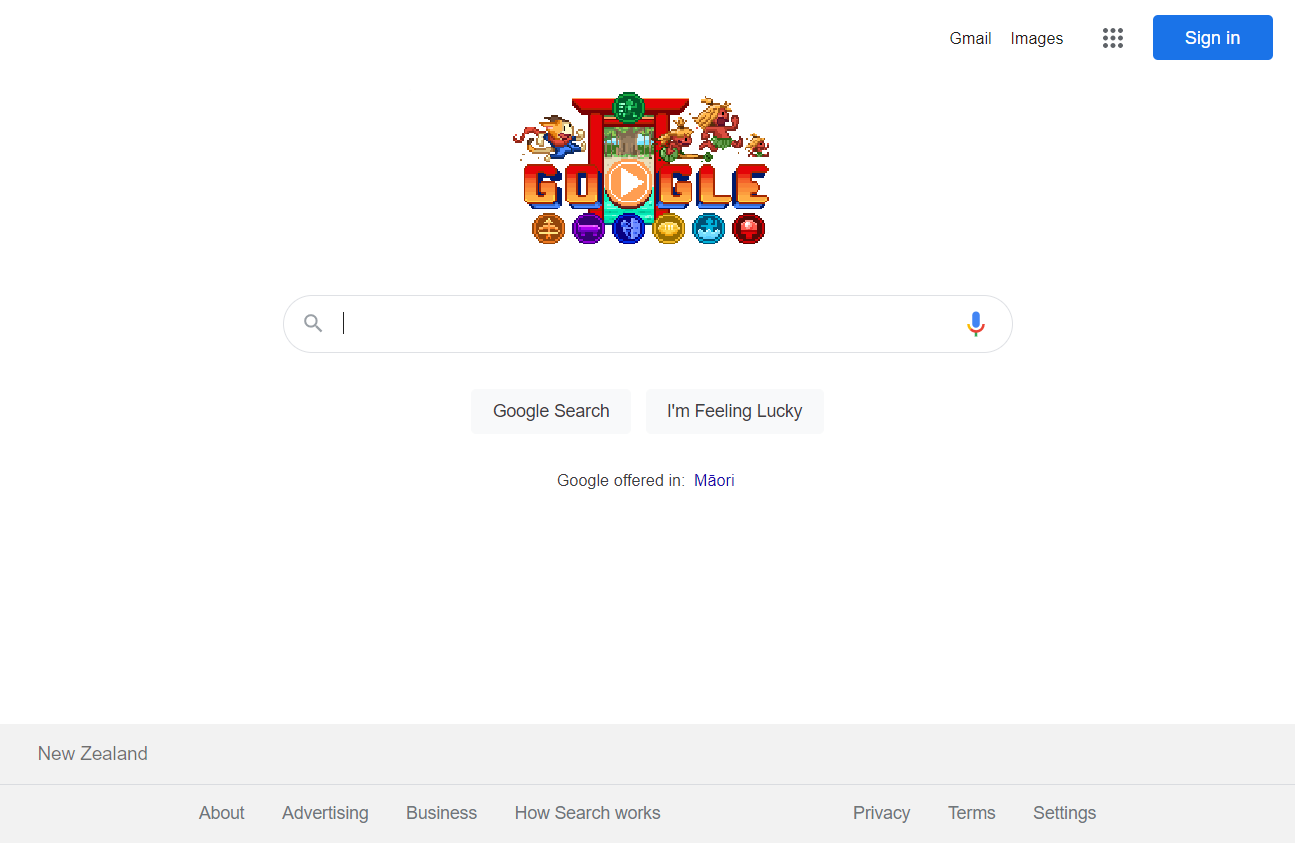 Gmail Images Sign in
GOOGLE
Google Search I'm Feeling Lucky
Google offered in: Māori
New Zealand
About Advertising Business How Search works Privacy Terms Settings